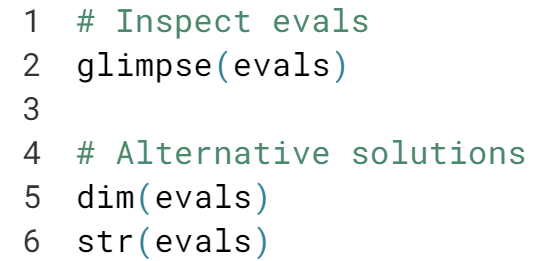 1 # Inspect evals
2 glimpse(evals)
3
4 # Alternative solutions
5 dim(evals)
6 str(evals)